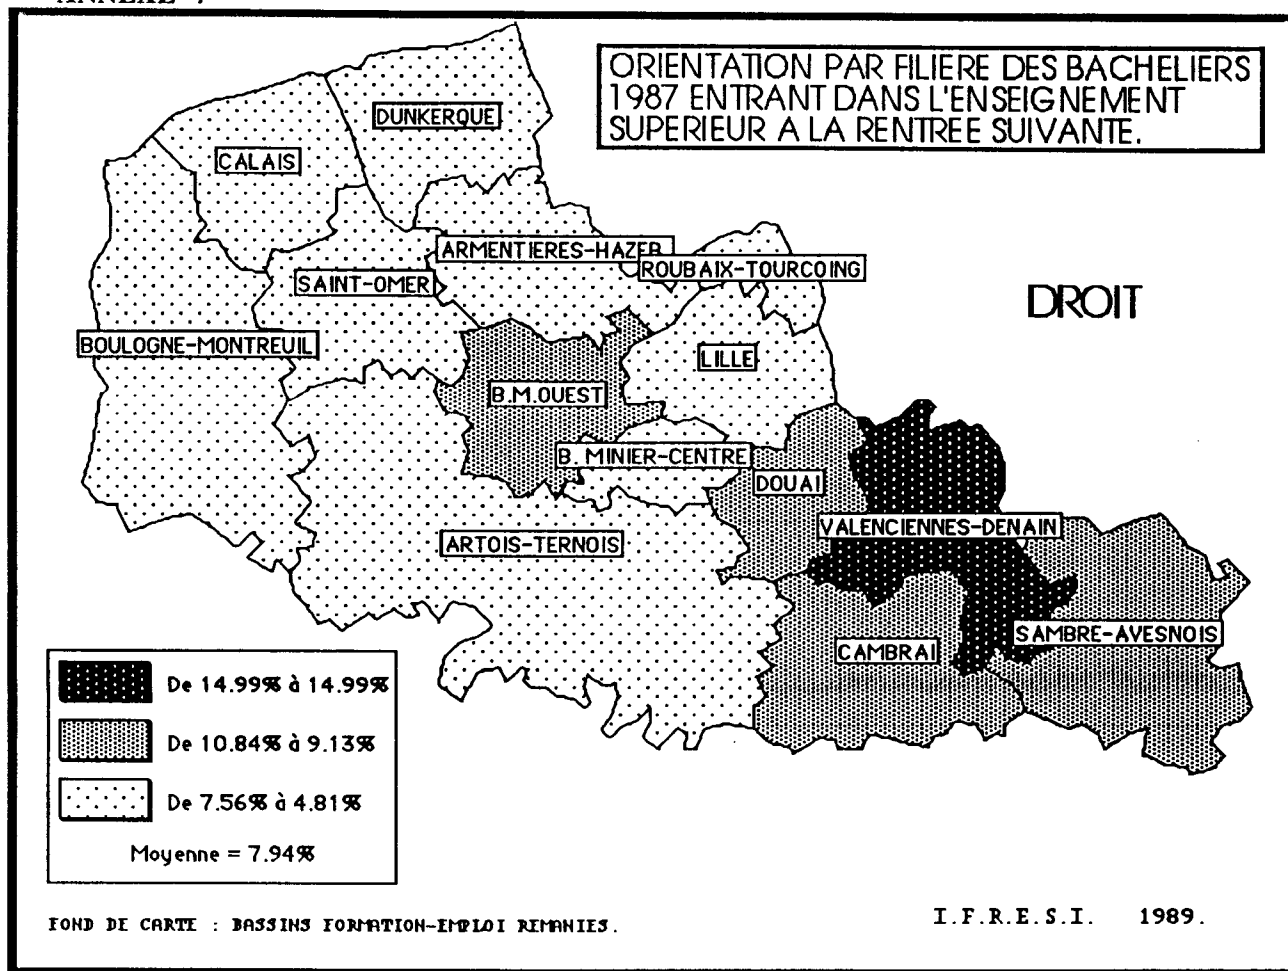 ORIENTATION PAR FILIERE DES BACHELIERS
1987 ENTRANT DANS L'ENSEIGNEMENT
SUPERIEUR A LA RENTREE SUIVANTE.
DUNKERQUE
CALAIS
ARMENTIERES-HAZEB
ROUBAIX-TOURCOING
SAINT-OMER
DROIT
BOULOGNE-MONTREUIL
LILLE
B.M.OUEST
B. MINIER-CENTRE
DOUAI
VALENCIENNES-DENAIN
ARTOIS-TERNOIS
SAMBRE-AVESNOIS
CAMBRAI
De 14.99% à 14.99%
De 10.84% à 9.13%
De 7.56% à 4.81%
Moyenne = 7.94%
FOND DE CARTE : BASSINS FORMATION-EMPLOI REMANIES.
I.F.R.E.S.I. 1989.